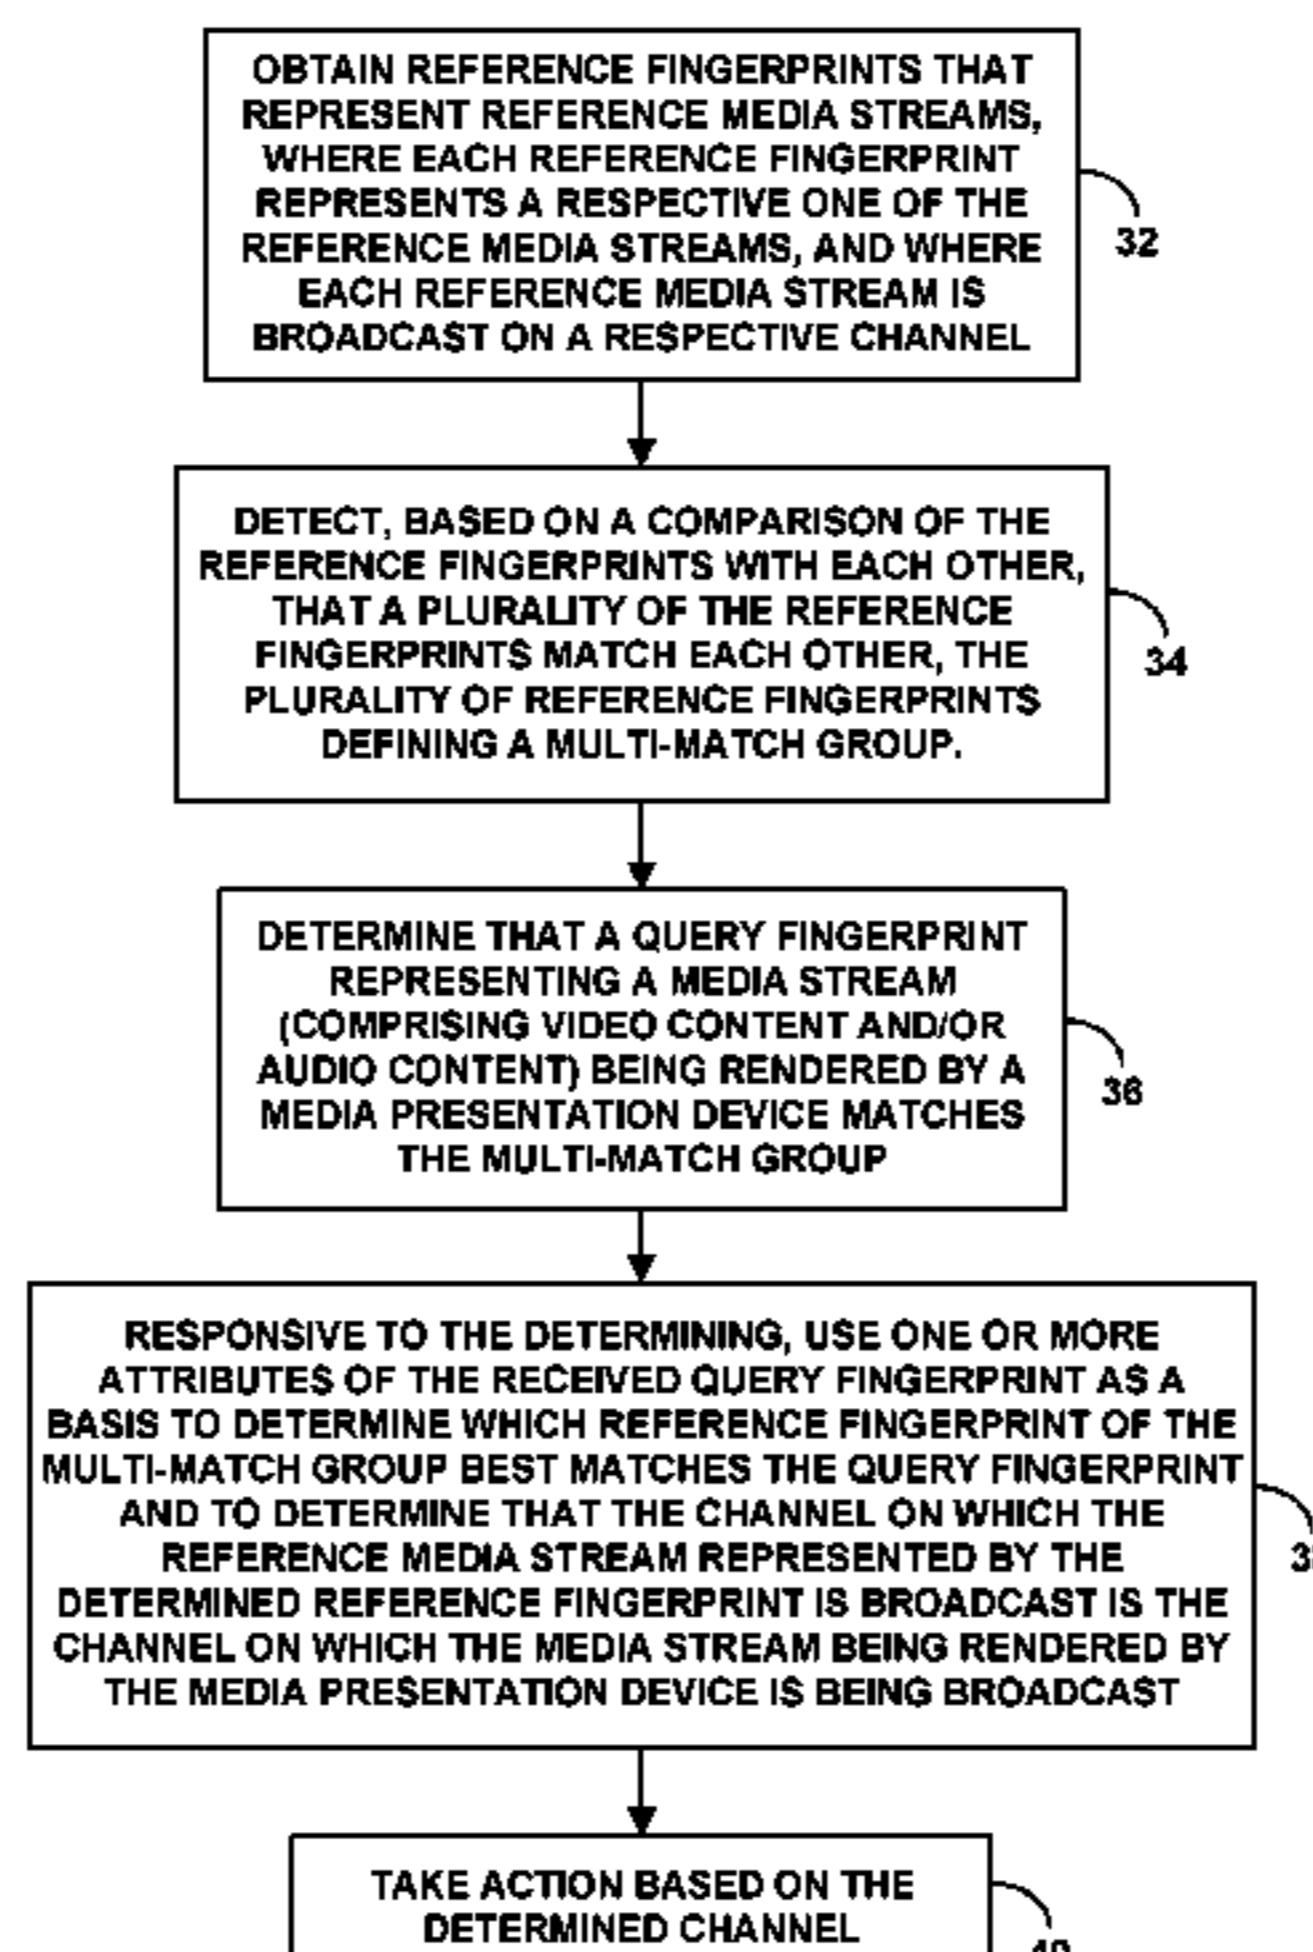 OBTAIN REFERENCE FINGERPRINTS THAT
REPRESENT REFERENCE MEDIA STREAMS,
WHERE EACH REFERENCE FINGERPRINT
REPRESENTS A RESPECTIVE ONE OF THE
REFERENCE MEDIA STREAMS, AND WHERE
EACH REFERENCE MEDIA STREAM IS
BROADCAST ON A RESPECTIVE CHANNEL
32
DETECT, BASED ON A COMPARISON OF THE
REFERENCE FINGERPRINTS WITH EACH OTHER,
THAT A PLURALITY OF THE REFERENCE
FINGERPRINTS MATCH EACH OTHER, THE
PLURALITY OF REFERENCE FINGERPRINTS
DEFINING A MULTI-MATCH GROUP.
34
DETERMINE THAT A QUERY FINGERPRINT
REPRESENTING A MEDIA STREAM
(COMPRISING VIDEO CONTENT AND/OR
AUDIO CONTENT) BEING RENDERED BY A
MEDIA PRESENTATION DEVICE MATCHES
THE MULTI-MATCH GROUP
36
RESPONSIVE TO THE DETERMINING, USE ONE OR MORE
ATTRIBUTES OF THE RECEIVED QUERY FINGERPRINT AS A
BASIS TO DETERMINE WHICH REFERENCE FINGERPRINT OF THE
MULTI-MATCH GROUP BEST MATCHES THE QUERY FINGERPRINT
AND TO DETERMINE THAT THE CHANNEL ON WHICH THE
REFERENCE MEDIA STREAM REPRESENTED BY THE
DETERMINED REFERENCE FINGERPRINT IS BROADCAST IS THE
CHANNEL ON WHICH THE MEDIA STREAM BEING RENDERED BY
THE MEDIA PRESENTATION DEVICE IS BEING BROADCAST
TAKE ACTION BASED ON THE
DETERMINED CHANNEL